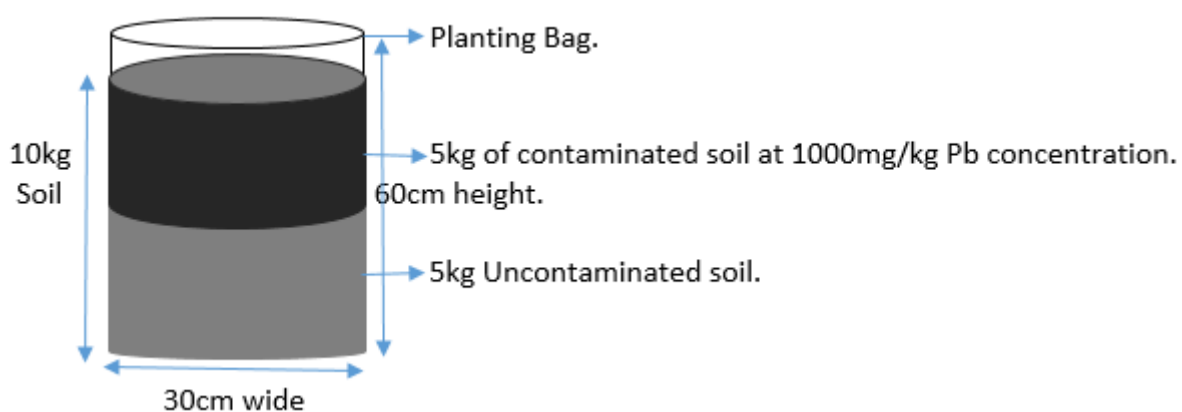 Planting Bag.
10kg
Soil
5kg of contaminated soil at 1000mg/kg Pb concentration.
60cm height.
5kg Uncontaminated soil.
30cm wide